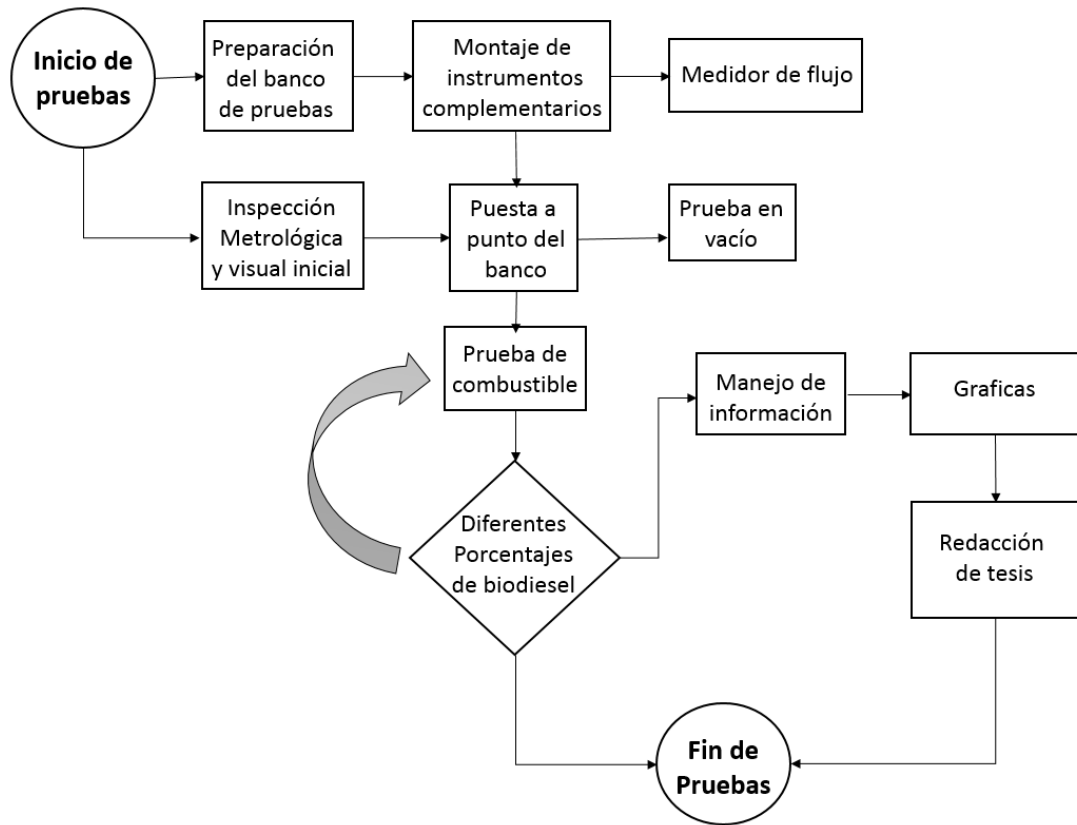 Inicio de
pruebas
Preparación
del banco
de pruebas
Montaje de
instrumentos
complementarios
Medidor de flujo
Inspección
Metrológica
y visual inicial
Puesta a
punto del
banco
Prueba en
vacío
Prueba de
combustible
Manejo de
información
Graficas
Diferentes
Porcentajes
de biodiesel
Redacción
de tesis
Fin de
Pruebas